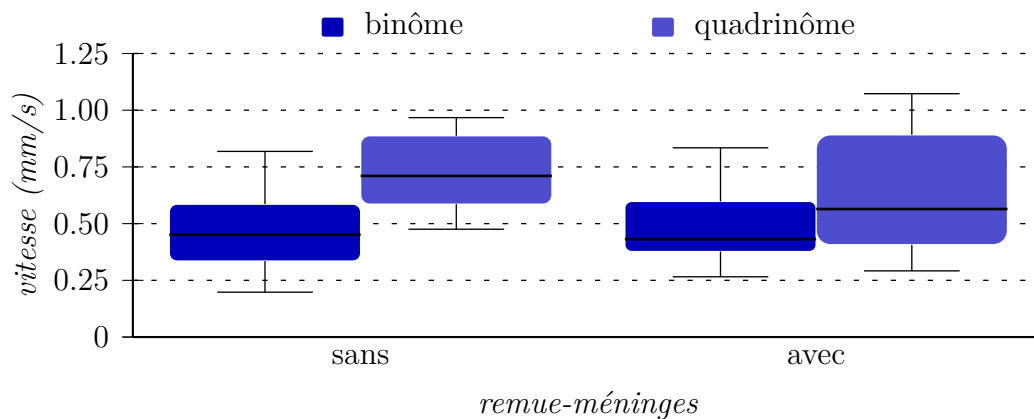 binôme quadrinôme
1.25
1.00
0.75
0.50
0.25
0
vitesse (mm/s)
sans avec
remue-méninges